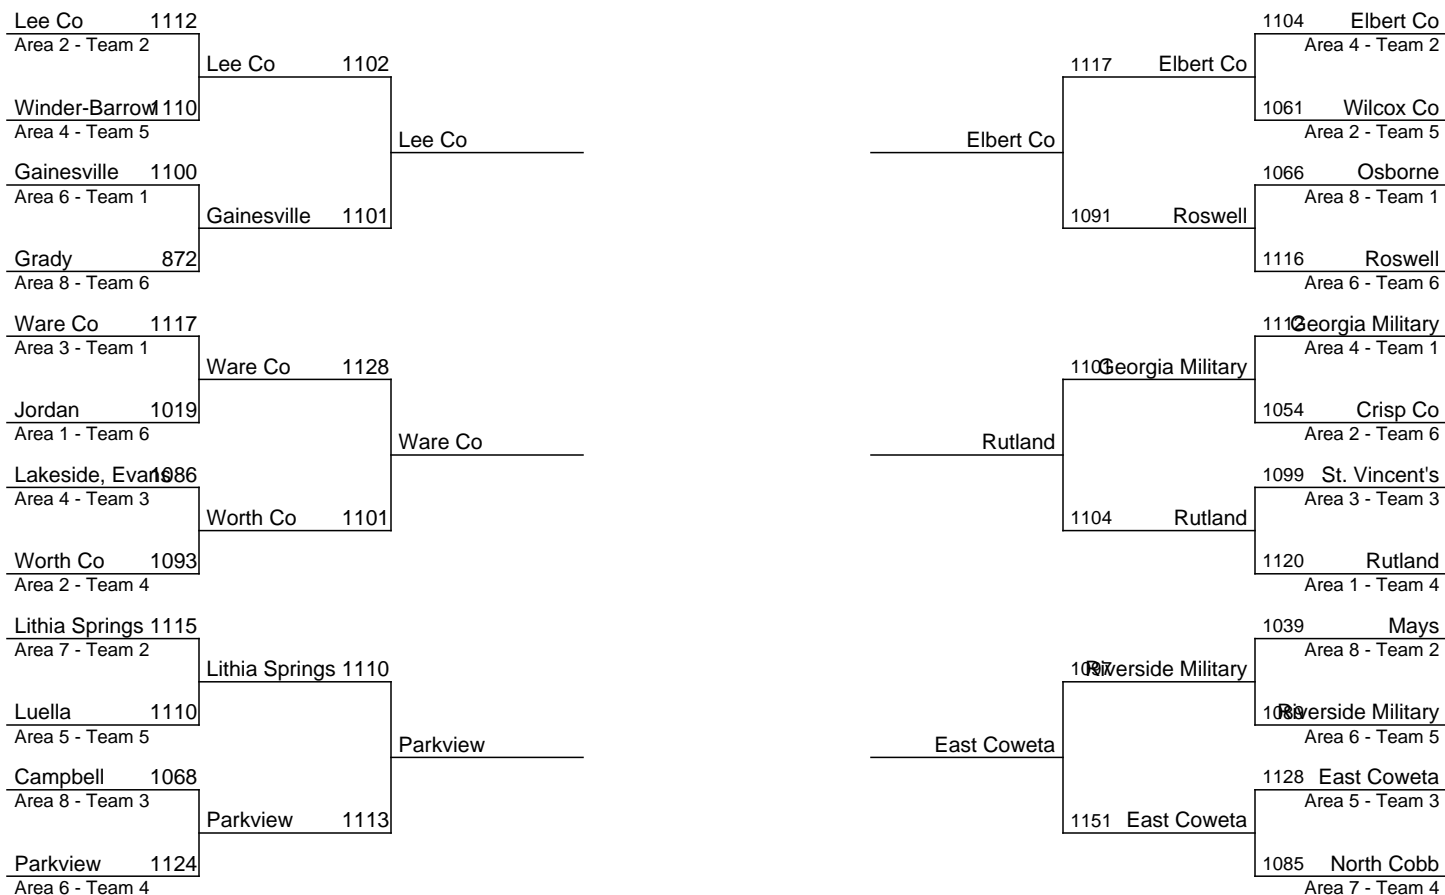 Lee Co 1112
Area 2 - Team 2
Lee Co 1102
Winder-Barrow 1110
Area 4 - Team 5
Lee Co
Gainesville 1100
Area 6 - Team 1
Gainesville 1101
Grady 872
Area 8 - Team 6
Ware Co 1117
Area 3 - Team 1
Ware Co 1128
Jordan 1019
Area 1 - Team 6
Ware Co
Lakeside, Evans 1086
Area 4 - Team 3
Worth Co 1101
Worth Co 1093
Area 2 - Team 4
Lithia Springs 1115
Area 7 - Team 2
Lithia Springs 1110
Luella 1110
Area 5 - Team 5
Parkview
Campbell 1068
Area 8 - Team 3
Parkview 1113
Parkview 1124
Area 6 - Team 4
1104 Elbert Co
Area 4 - Team 2
1117 Elbert Co
1061 Wilcox Co
Area 2 - Team 5
Elbert Co
1066 Osborne
Area 8 - Team 1
1091 Roswell
1116 Roswell
Area 6 - Team 6
Georgia Military
Area 4 - Team 1
Georgia Military
1054 Crisp Co
Area 2 - Team 6
Rutland
1099 St. Vincent's
Area 3 - Team 3
1104 Rutland
1120 Rutland
Area 1 - Team 4
1039 Mays
Area 8 - Team 2
1097 Riverside Military
1089 Riverside Military
Area 6 - Team 5
East Coweta
1128 East Coweta
Area 5 - Team 3
1151 East Coweta
1085 North Cobb
Area 7 - Team 4